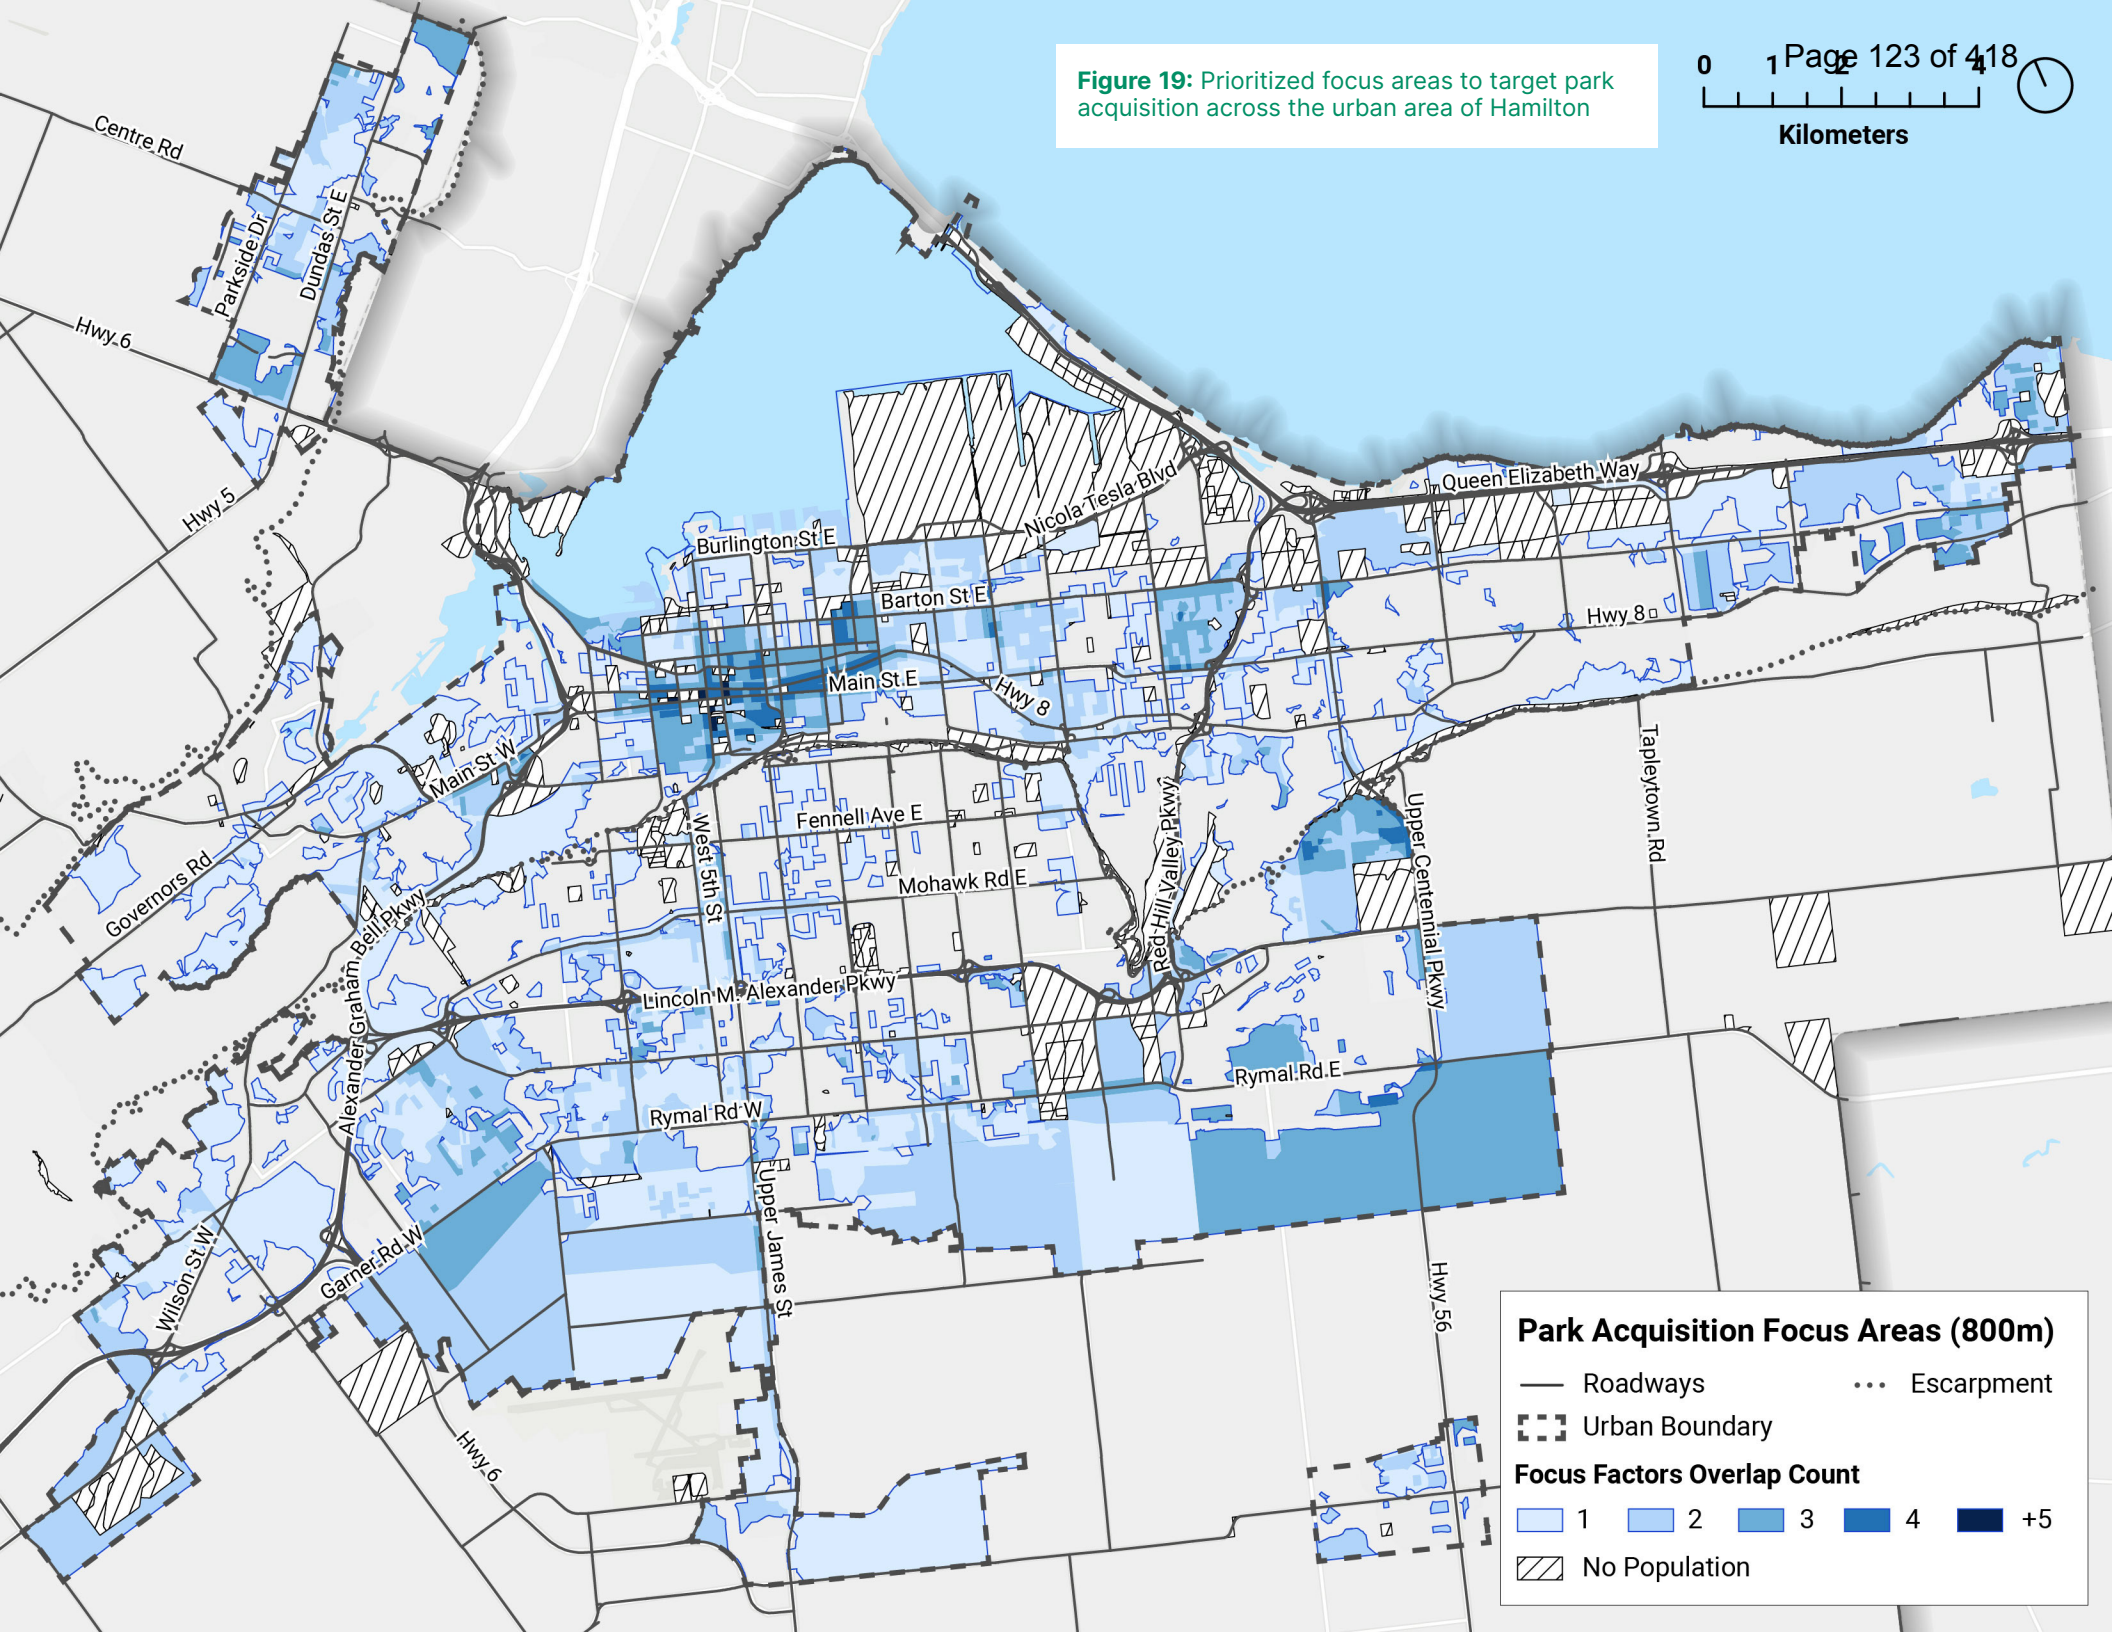 Figure 19: Prioritized focus areas to target park
acquisition across the urban area of Hamilton
Page 123 of 418
0 1 2 4
Kilometers
Centre Rd
Parkside Dr
Dundas St E
Hwy 6
Hwy 5
Burlington St E
Nicola Tesla Blvd
Queen Elizabeth Way
Barton St E
Hwy 8
Main St E
Hwy 8
Main St W
Tapleytown Rd
Fennell Ave E
West 5th St
Red Hill Valley Pkwy
Upper Centennial Pkwy
Governors Rd
Mohawk Rd E
Alexander Graham Bell Pkwy
Lincoln M. Alexander Pkwy
Rymal Rd E
Rymal Rd W
Upper James St
Wilson St W
Garner Rd W
Hwy 56
Hwy 6
Park Acquisition Focus Areas (800m)
Roadways Escarpment
Urban Boundary
Focus Factors Overlap Count
1 2 3 4 +5
No Population